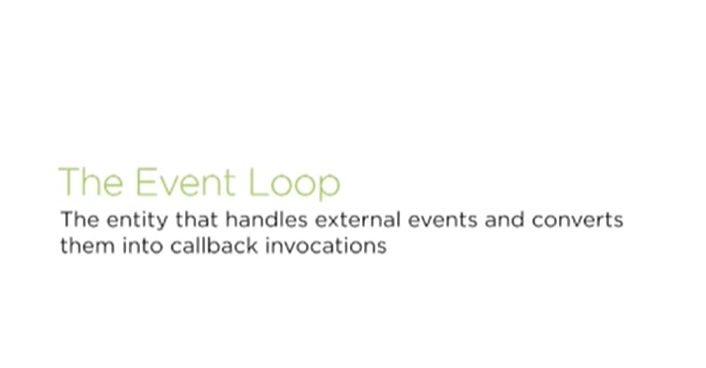 The Event Loop
The entity that handles external events and converts
them into callback invocations